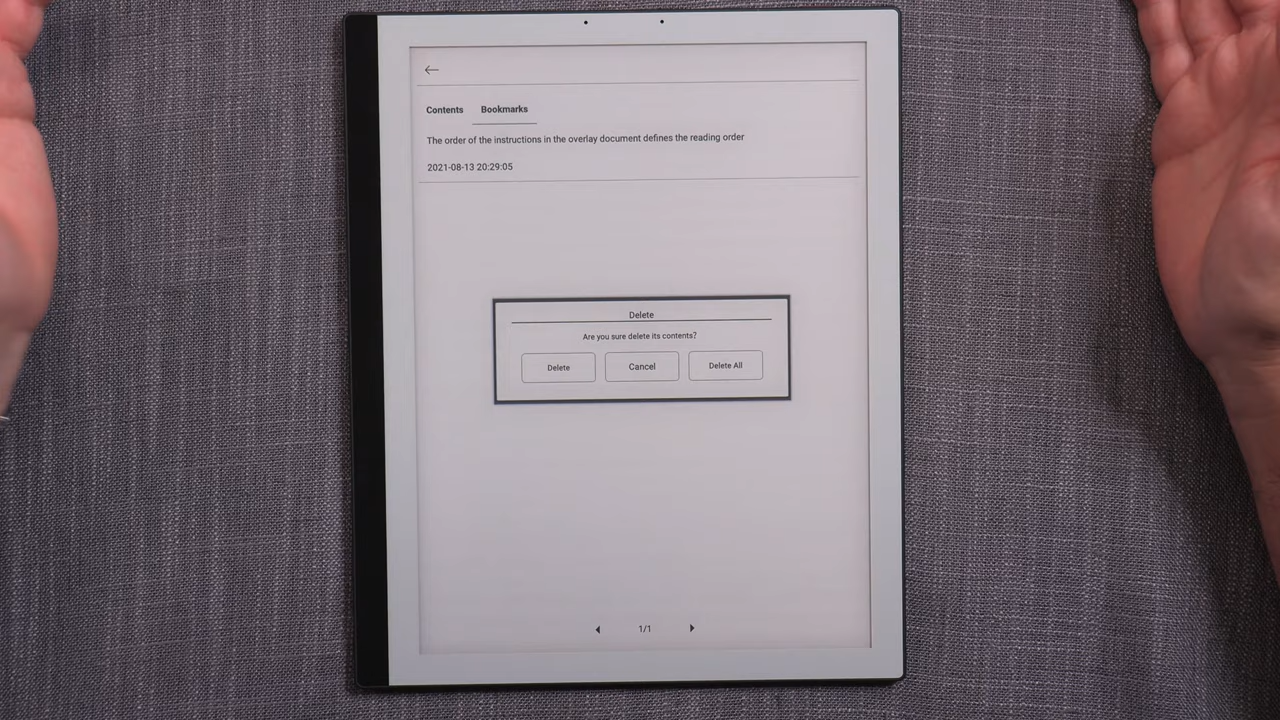 Contents Bookmarks
The order of the instructions in the overlay document defines the reading order
2021-08-13 20:29:05
Delete
Are you sure delete its contents?
Delete Cancel Delete All
1/1